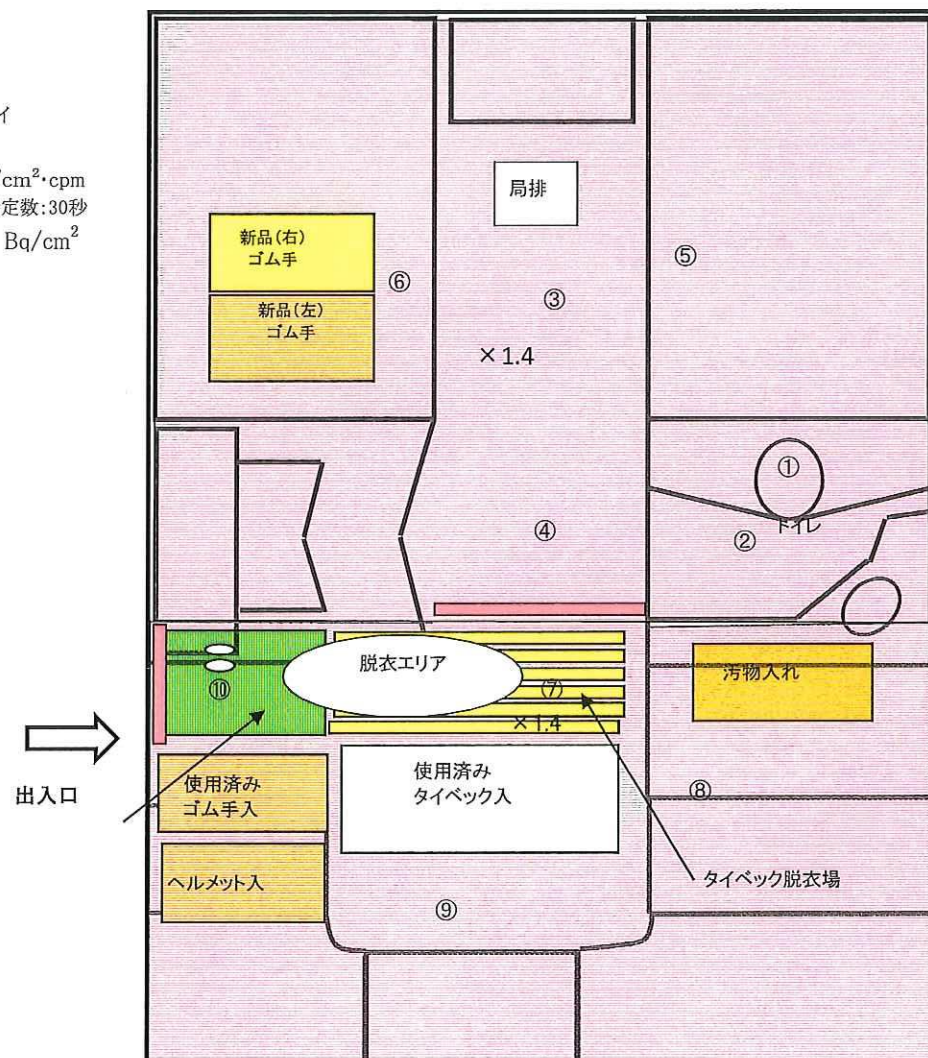 イ
cm²・cpm
定数:30秒
Bq/cm²
局排
新品(右)
ゴム手
⑥
⑤
③
新品(左)
ゴム手
×1.4
①
④
②
トイレ
脱衣エリア
⑩
⑦
汚物入れ
×1.4
出入口
使用済み
ゴム手入
使用済み
タイベック入
⑧
ヘルメット入
タイベック脱衣場
⑨